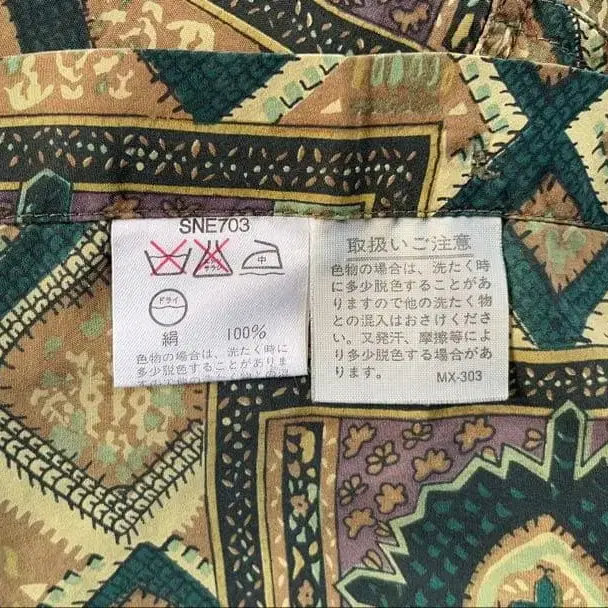 SNE703
中
ドライ
絹 100%
色物の場合は、洗たく時に
多少脱色することがありま
取扱いご注意
色物の場合は、洗たく時
に多少脱色することがあ
りますので他の洗たく物
との混入はおさけくださ
い。又発汗、摩擦等によ
り多少脱色する場合があ
ります。
MX-303